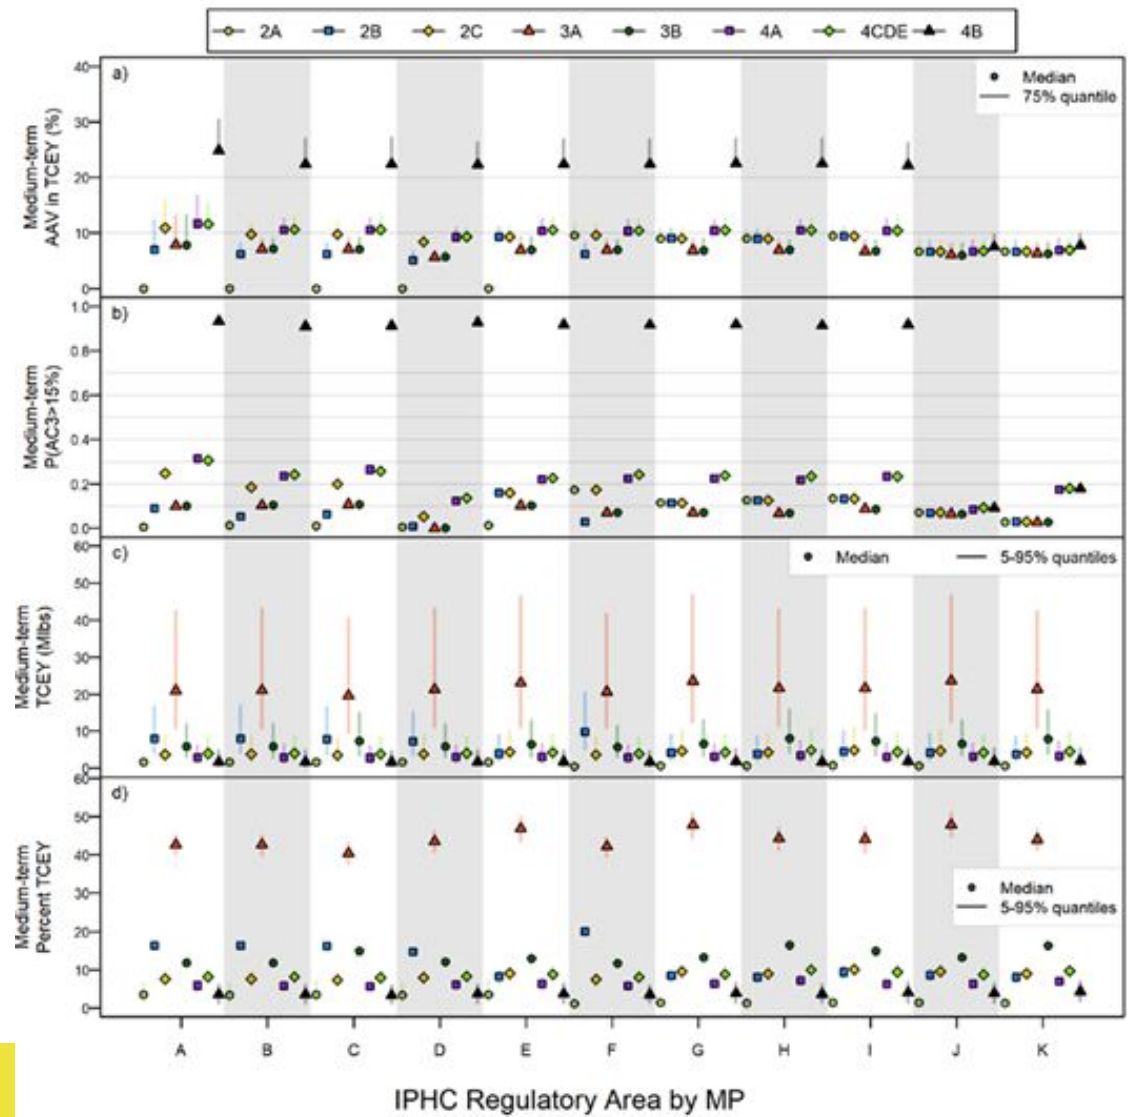 2A 2B 2C 3A 3B 4A 4CDE 4B
a)
Median
75% quantile
Medium-term
AAV in TCEY (%)
40
30
20
10
0
b)
Medium-term
P(AC3>15%)
1.0
0.8
0.6
0.4
0.2
0.0
c)
Median 5-95% quantiles
Medium-term
TCEY (Mlbs)
60
50
40
30
20
10
0
d)
Median
5-95% quantiles
Medium-term
Percent TCEY
60
50
40
30
20
10
0
A B C D E F G H I J K
IPHC Regulatory Area by MP